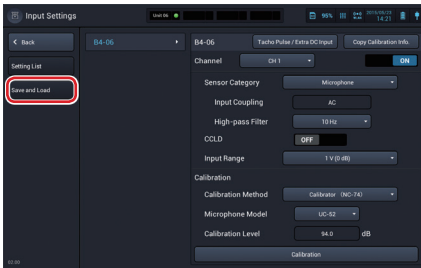 Input Settings
Unit 06
95%
2019/08/23
14:21
Back
B4-06
B4-06
Tacho Pulse / Extra DC Input
Copy Calibration Info.
Setting List
Channel
CH 1
ON
Save and Load
Sensor Category
Microphone
Input Coupling
AC
High-pass Filter
10 Hz
CCLD
OFF
Input Range
1 V (0 dB)
Calibration
Calibration Method
Calibrator (NC-74)
Microphone Model
UC-52
Calibration Level
94.0
dB
Calibration